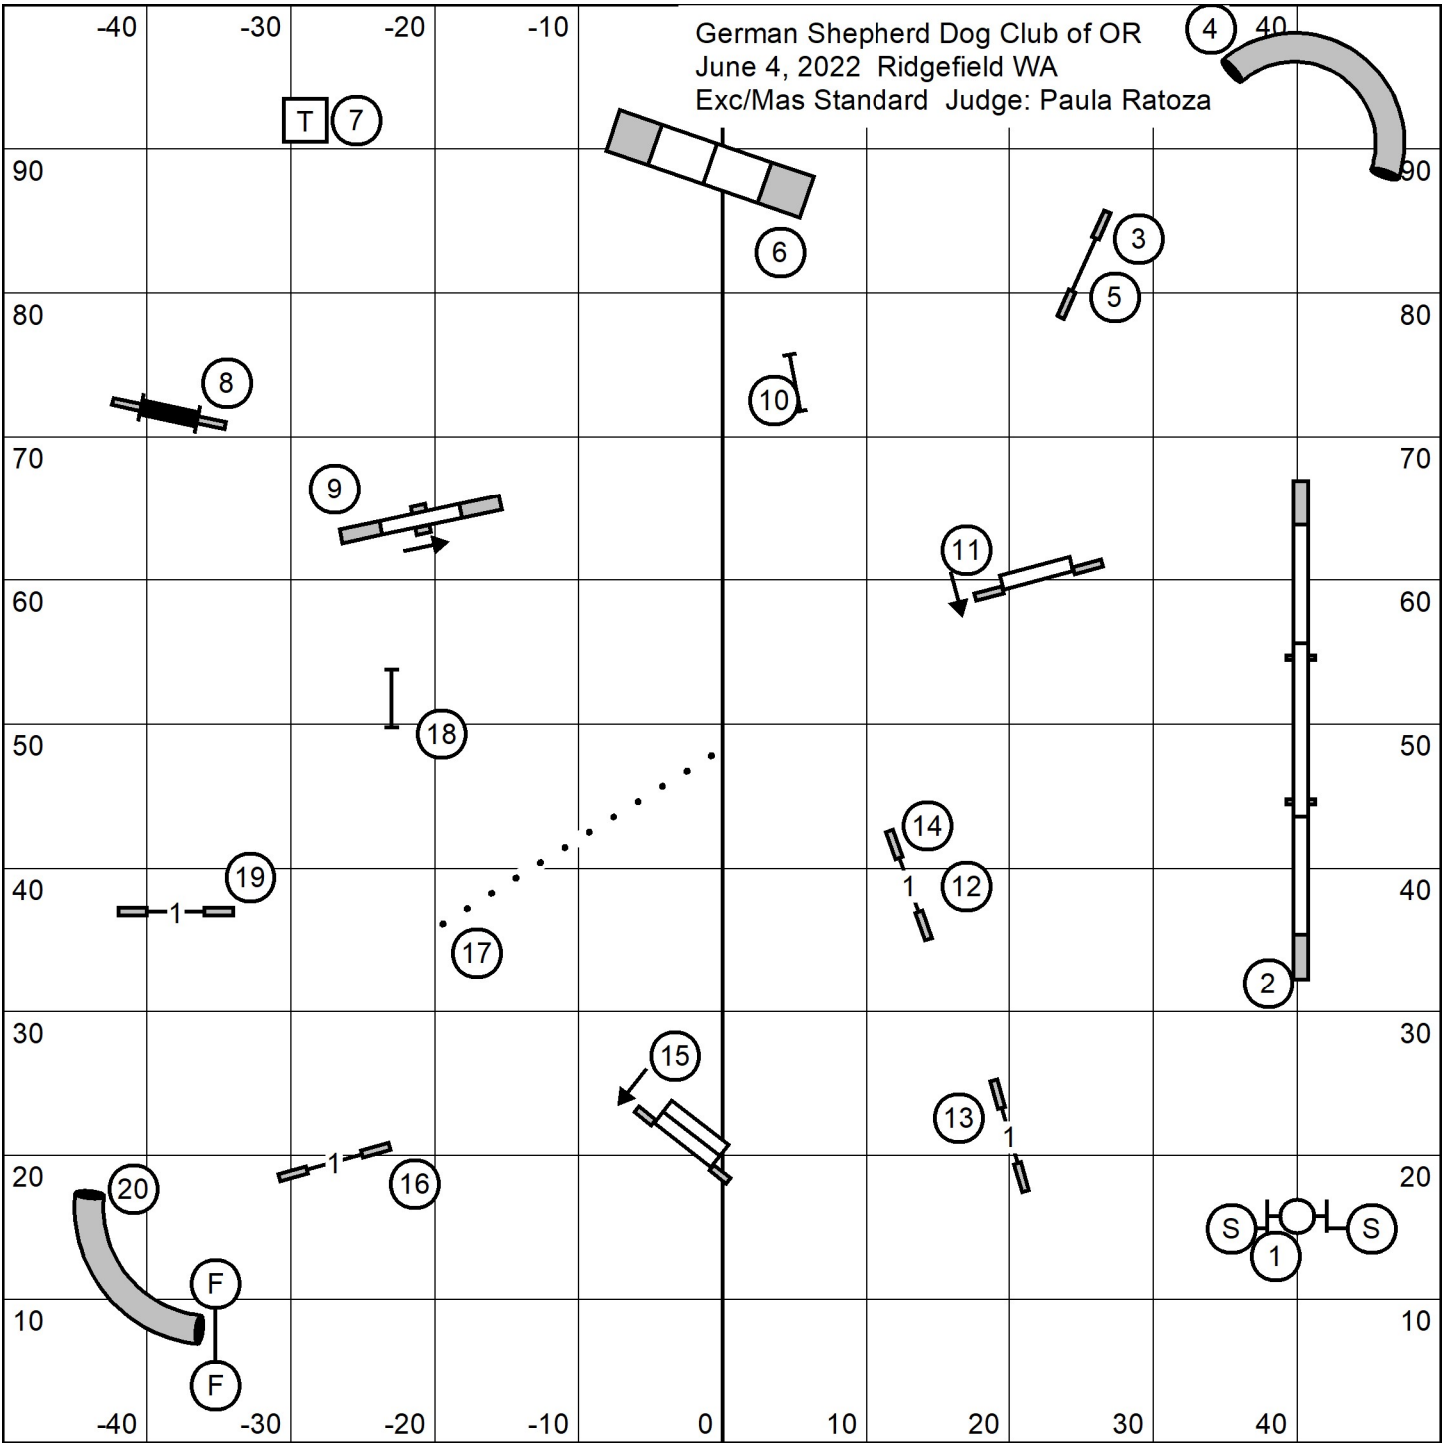 -40 -30 -20 -10 40
German Shepherd Dog Club of OR
June 4, 2022 Ridgefield WA
Exc/Mas Standard Judge: Paula Ratoza
4
T 7
90 90
6
3
5
80 80
8
10
70 70
9
11
60 60
18
50 50
14
19
40 1 12 40
1
17
2
30 30
15
13
1
20 1 20
20 16
S S
1
F
10 10
F
-40 -30 -20 -10 0 10 20 30 40